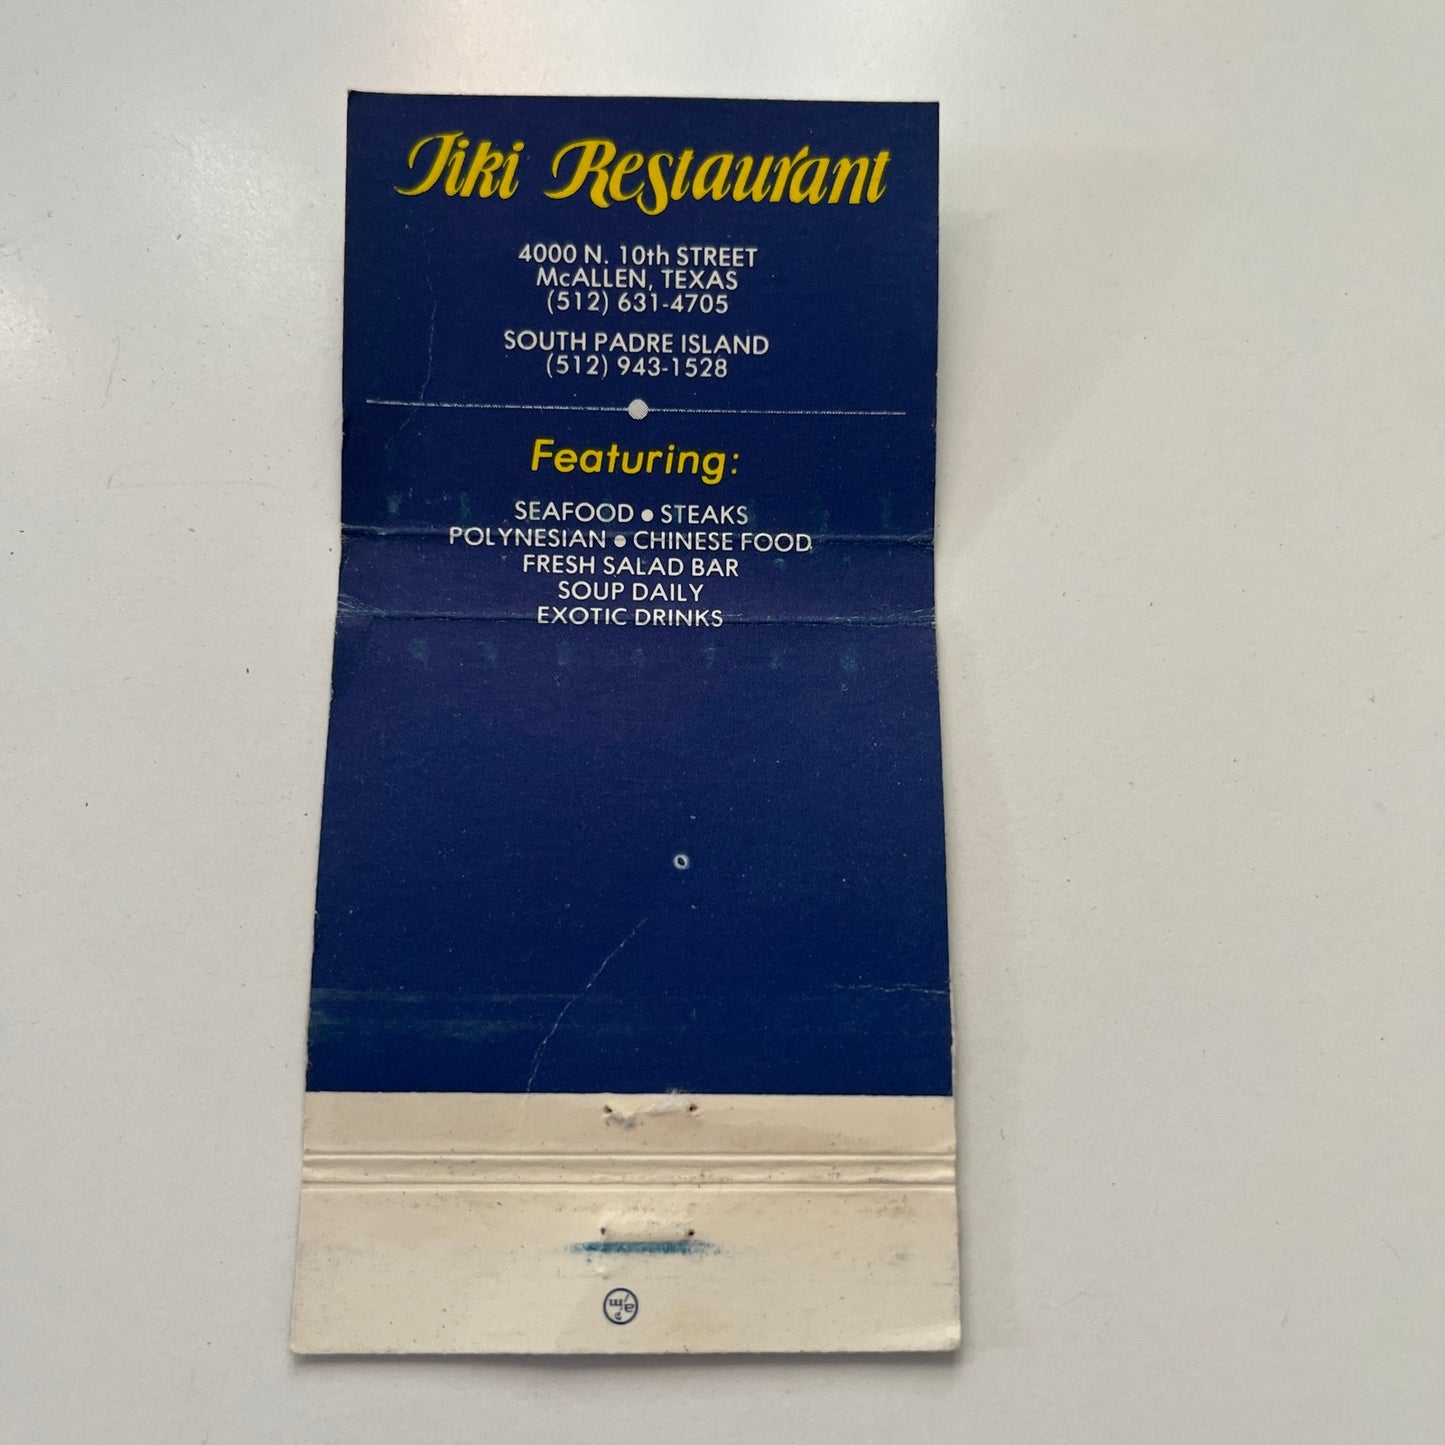 Tiki Restaurant
4000 N. 10th STREET
McALLEN, TEXAS
(512) 631-4705
SOUTH PADRE ISLAND
(512) 943-1528
Featuring:
SEAFOOD • STEAKS
POLYNESIAN • CHINESE FOOD
FRESH SALAD BAR
SOUP DAILY
EXOTIC DRINKS